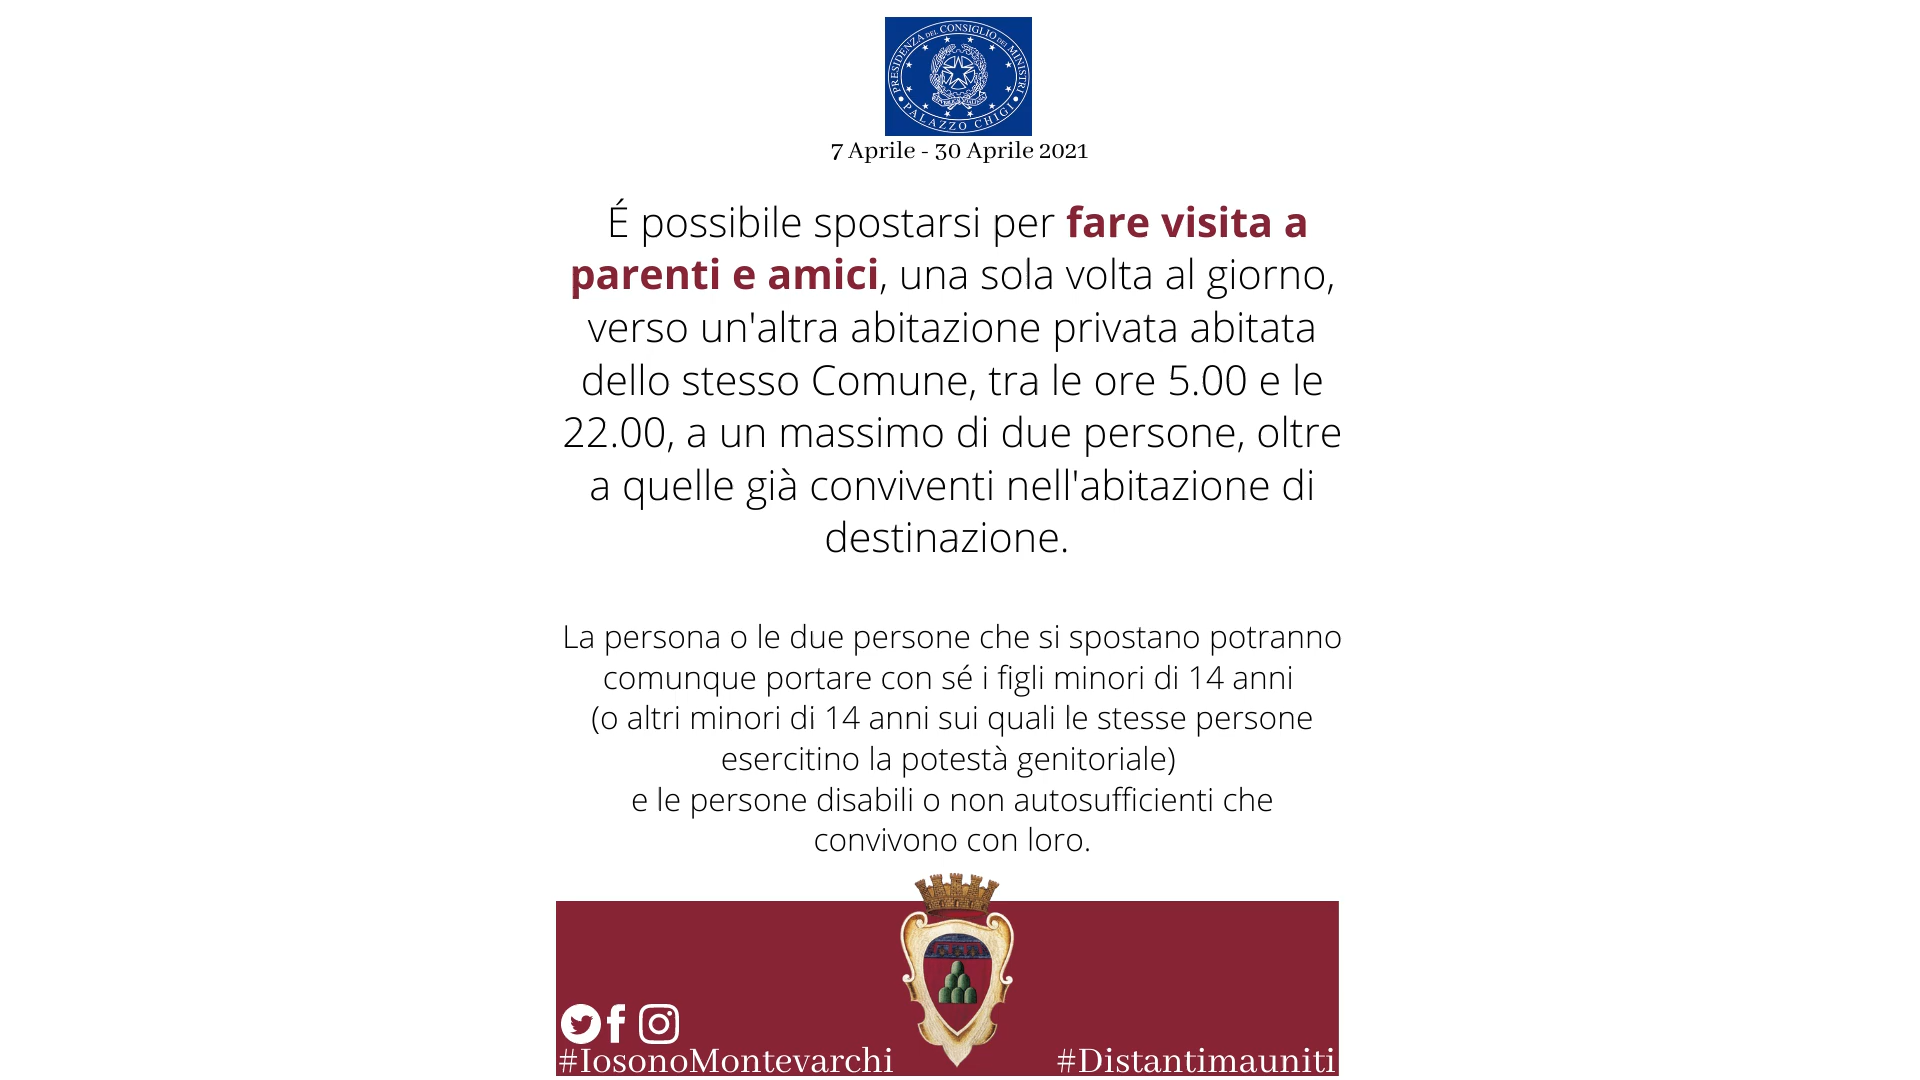 PRESIDENZA DEL CONSIGLIO DEI MINISTRI
PALAZZO CHIGI
7 Aprile - 30 Aprile 2021
É possibile spostarsi per fare visita a
parenti e amici, una sola volta al giorno,
verso un'altra abitazione privata abitata
dello stesso Comune, tra le ore 5.00 e le
22.00, a un massimo di due persone, oltre
a quelle già conviventi nell'abitazione di
destinazione.
La persona o le due persone che si spostano potranno
comunque portare con sé i figli minori di 14 anni
(o altri minori di 14 anni sui quali le stesse persone
esercitino la potestà genitoriale)
e le persone disabili o non autosufficienti che
convivono con loro.
#IosonoMontevarchi
#Distantimauniti